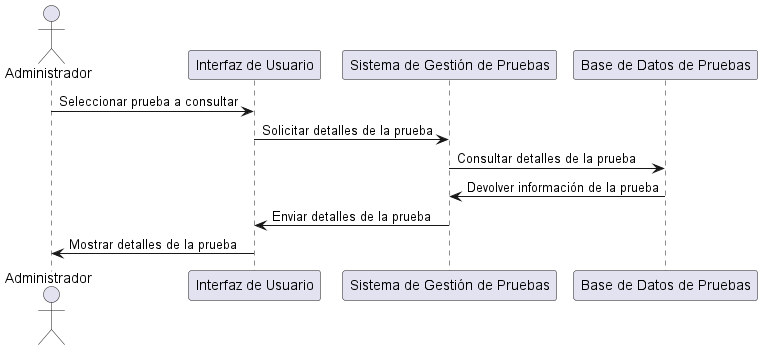 Administrador
Interfaz de Usuario
Sistema de Gestión de Pruebas
Base de Datos de Pruebas
Seleccionar prueba a consultar
Solicitar detalles de la prueba
Consultar detalles de la prueba
Devolver información de la prueba
Enviar detalles de la prueba
Mostrar detalles de la prueba
Administrador
Interfaz de Usuario
Sistema de Gestión de Pruebas
Base de Datos de Pruebas